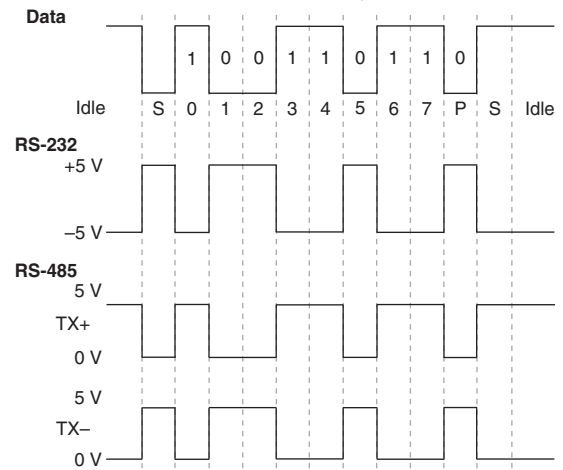 Data
1 0 0 1 1 0 1 1 0
Idle S 0 1 2 3 4 5 6 7 P S Idle
RS-232
+5 V
–5 V
RS-485
5 V
TX+
0 V
5 V
TX–
0 V